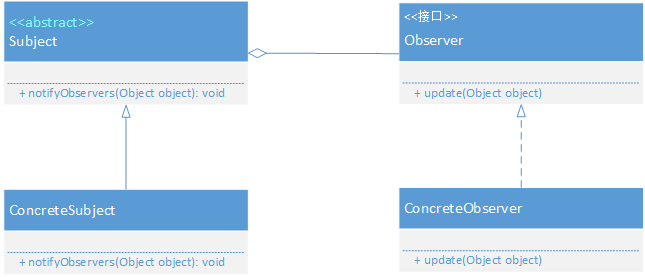 <<abstract>>
Subject
+ notifyObservers(Object object): void
<<接口>>
Observer
+ update(Object object)
ConcreteSubject
+ notifyObservers(Object object): void
ConcreteObserver
+ update(Object object)